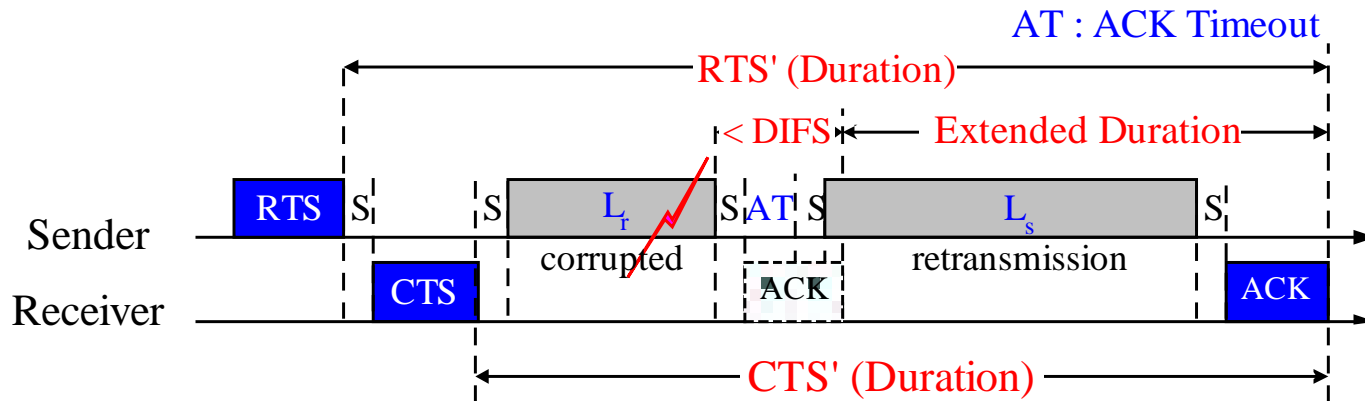 AT : ACK Timeout
RTS' (Duration)
< DIFS
Extended Duration
RTS S S Lr S AT S Ls S
Sender
corrupted
retransmission
CTS ACK ACK
Receiver
CTS' (Duration)